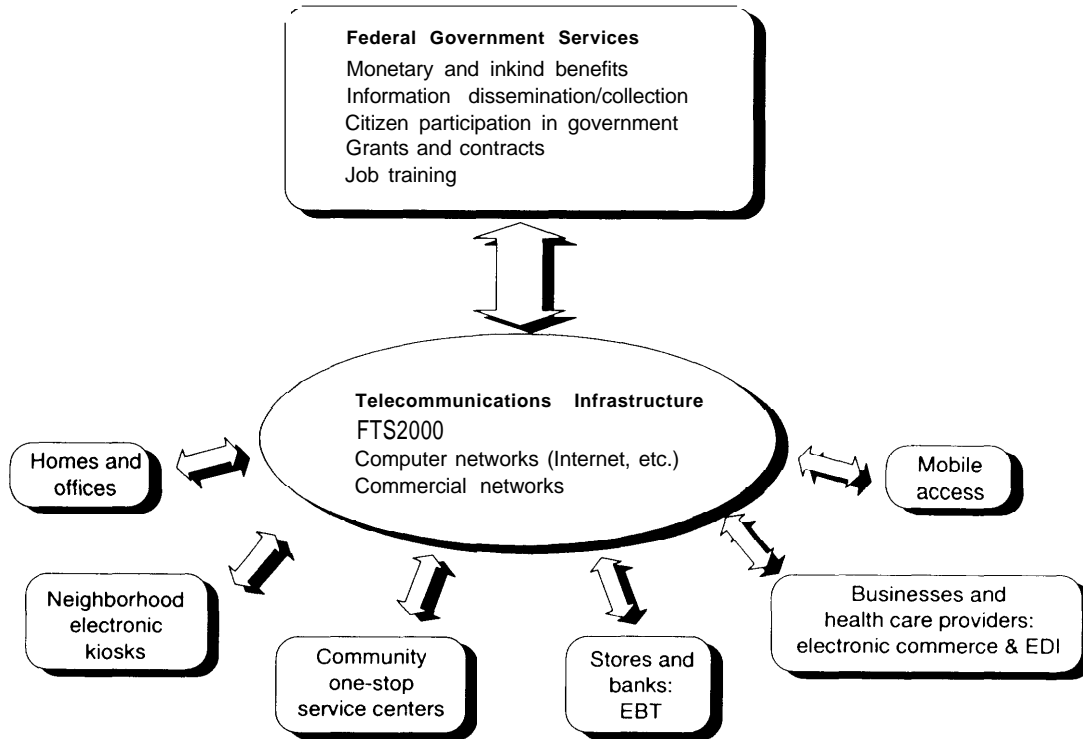 Federal Government Services
Monetary and inkind benefits
Information dissemination/collection
Citizen participation in government
Grants and contracts
Job training
Telecommunications Infrastructure
FTS2000
Computer networks (Internet, etc.)
Commercial networks
Homes and
offices
Mobile
access
Neighborhood
electronic
kiosks
Community
one-stop
service centers
Stores and
banks:
EBT
Businesses and
health care providers:
electronic commerce & EDI